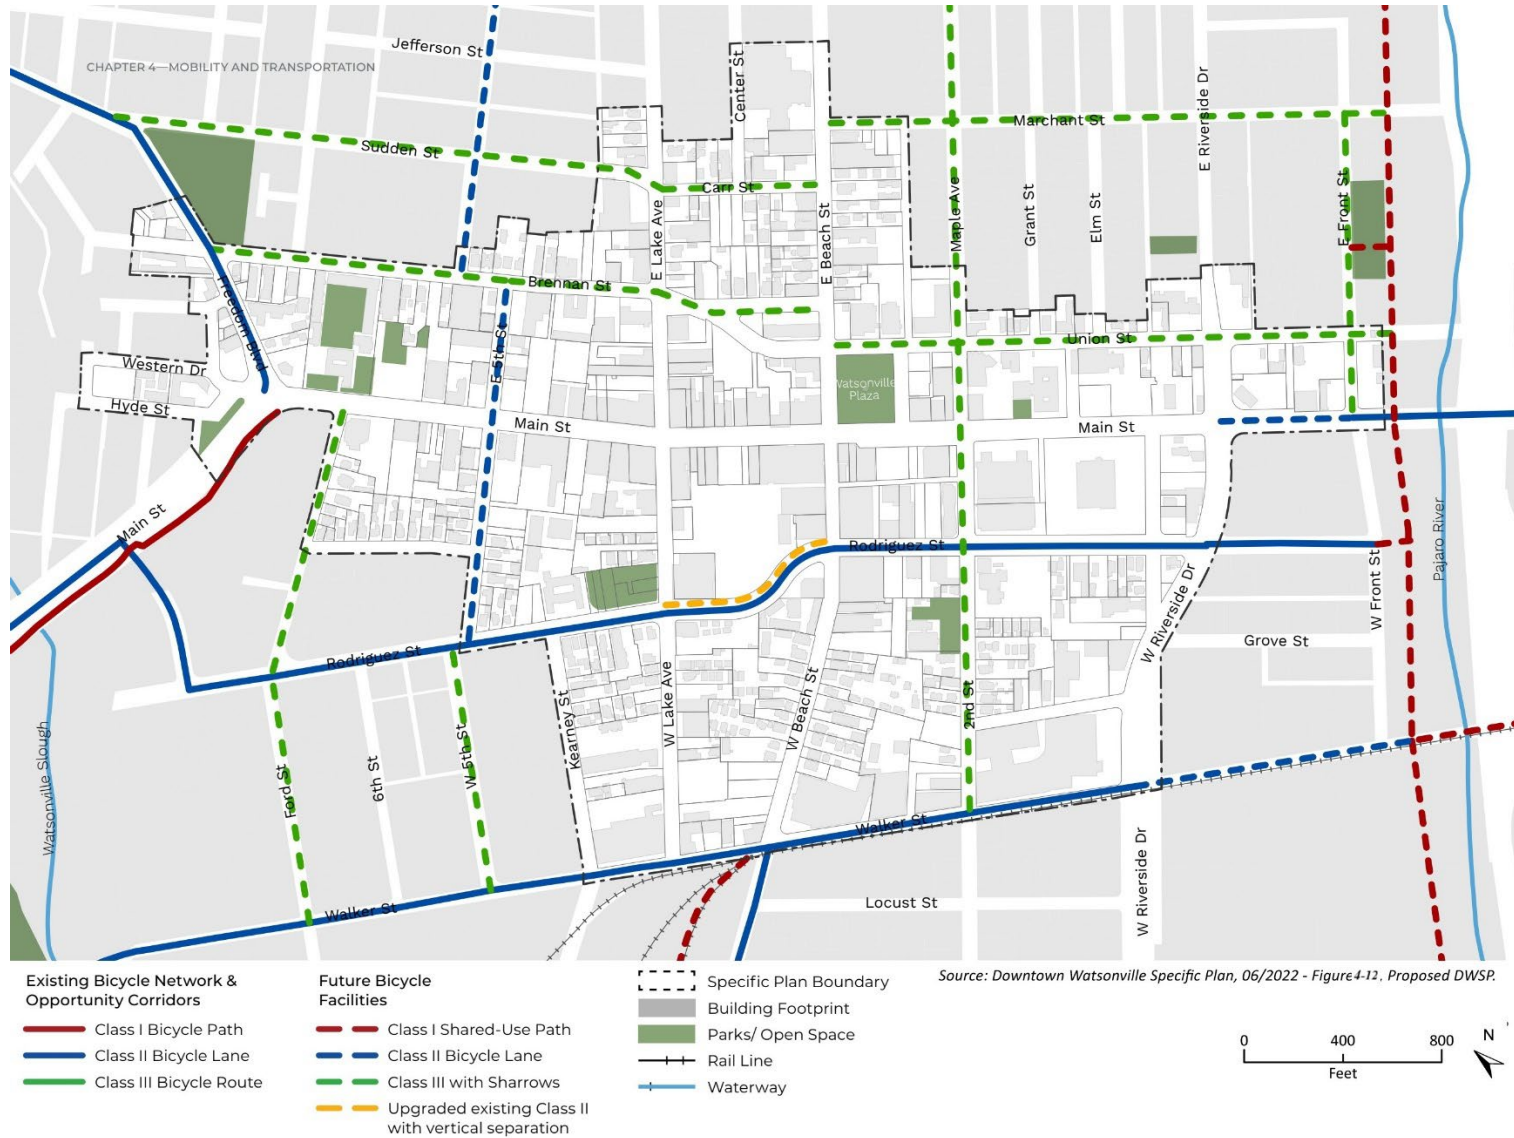 Jefferson St
CHAPTER 4—MOBILITY AND TRANSPORTATION
Center St
E Riverside Dr
Marchant St
Sudden St
Carr St
E Lake Ave
E Beach St
Maple Ave
Grant St
Elm St
E Front St
Brennan St
Freedom Blvd
E 5th St
Union St
Western Dr
Hyde St
Watsonville
Plaza
Main St
Main St
Main St
Pajaro River
Rodriguez St
W Front St
W Riverside Dr
Grove St
Rodriguez St
W Lake Ave
W Beach St
2nd St
Kearney St
W 5th St
6th St
Ford St
Watsonville Slough
Walker St
W Riverside Dr
Locust St
Walker St
Existing Bicycle Network &
Opportunity Corridors
Class I Bicycle Path
Class II Bicycle Lane
Class III Bicycle Route
Future Bicycle
Facilities
Class I Shared-Use Path
Class II Bicycle Lane
Class III with Sharrows
Upgraded existing Class II
with vertical separation
Specific Plan Boundary
Building Footprint
Parks/ Open Space
Rail Line
Waterway
Source: Downtown Watsonville Specific Plan, 06/2022 - Figure4-12. Proposed DWSP.
0 400 800
Feet
N